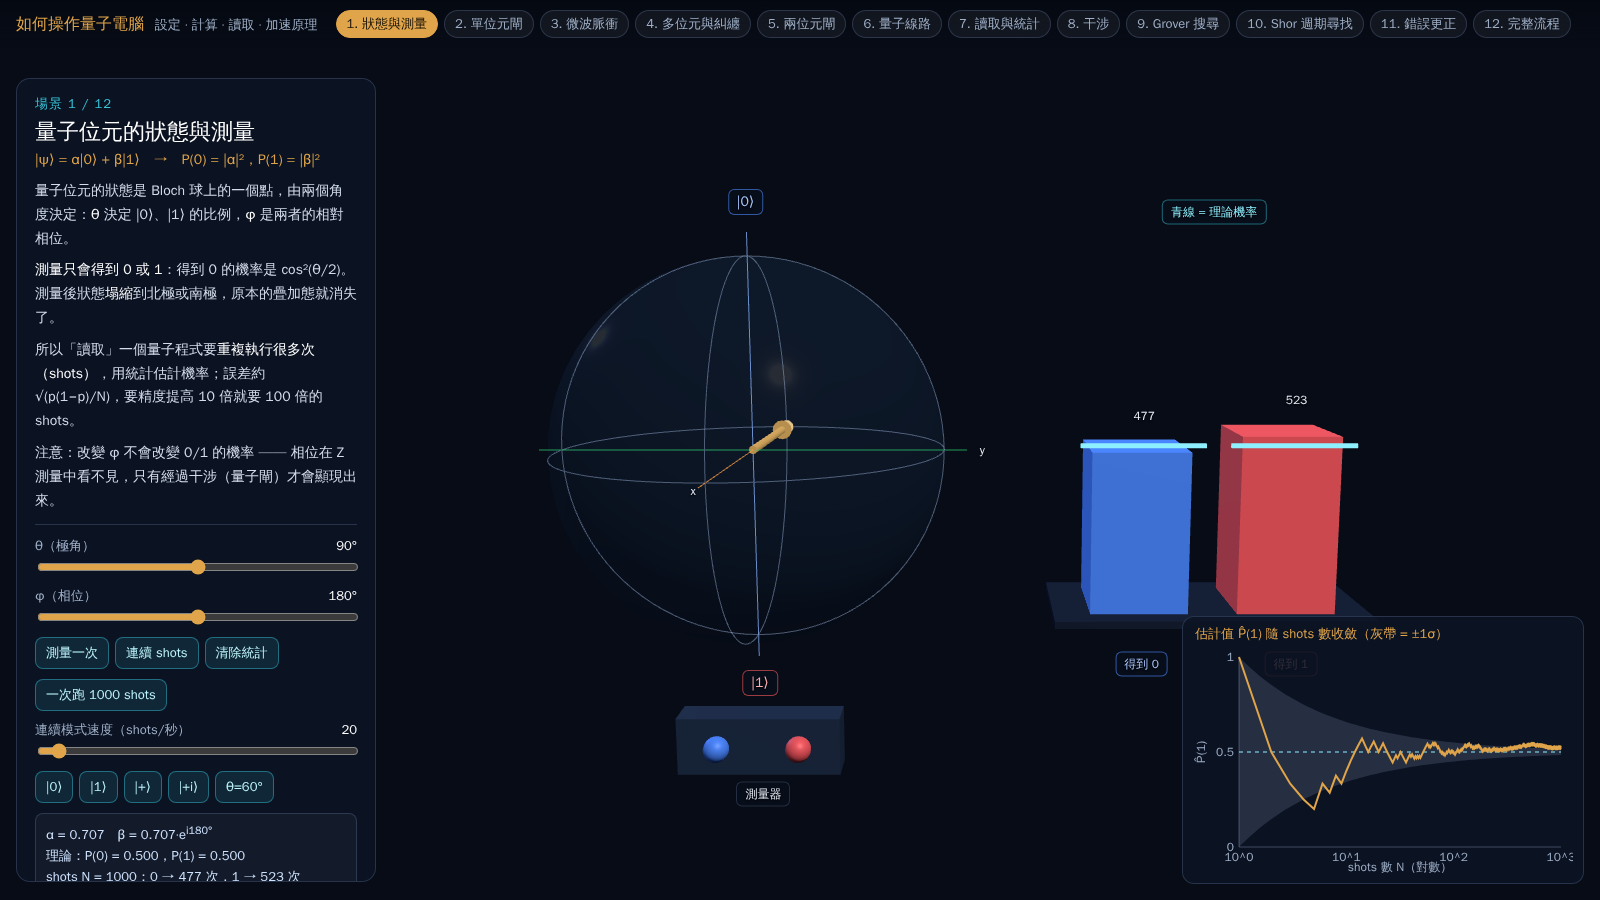 如何操作量子電腦 設定 · 計算 · 讀取 · 加速原理 1. 狀態與測量 2. 單位元閘 3. 微波脈衝 4. 多位元與糾纏 5. 兩位元閘 6. 量子線路 7. 讀取與統計 8. 干涉 9. Grover 搜尋 10. Shor 週期尋找 11. 錯誤更正 12. 完整流程
場景 1 / 12
量子位元的狀態與測量
|ψ⟩ = α|0⟩ + β|1⟩ → P(0) = |α|²，P(1) = |β|²
量子位元的狀態是 Bloch 球上的一個點，由兩個角
度決定：θ 決定 |0⟩、|1⟩ 的比例，φ 是兩者的相對
相位。
測量只會得到 0 或 1：得到 0 的機率是 cos²(θ/2)。
測量後狀態塌縮到北極或南極，原本的疊加態就消失
了。
所以「讀取」一個量子程式要重複執行很多次
（shots），用統計估計機率；誤差約
√(p(1−p)/N)，要精度提高 10 倍就要 100 倍的
shots。
注意：改變 φ 不會改變 0/1 的機率 —— 相位在 Z
測量中看不見，只有經過干涉（量子閘）才會顯現出
來。
θ（極角） 90°
φ（相位） 180°
測量一次 連續 shots 清除統計
一次跑 1000 shots
連續模式速度（shots/秒） 20
|0⟩ |1⟩ |+⟩ |+i⟩ θ=60°
α = 0.707 β = 0.707·e^i180°
理論：P(0) = 0.500，P(1) = 0.500
shots N = 1000：0 → 477 次，1 → 523 次
|0⟩
y
x
|1⟩
測量器
青線 = 理論機率
477
523
得到 0
得到 1
估計值 P̂(1) 隨 shots 數收斂（灰帶 = ±1σ）
1
0.5
0
P̂(1)
10^0 10^1 10^2 10^3
shots 數 N（對數）